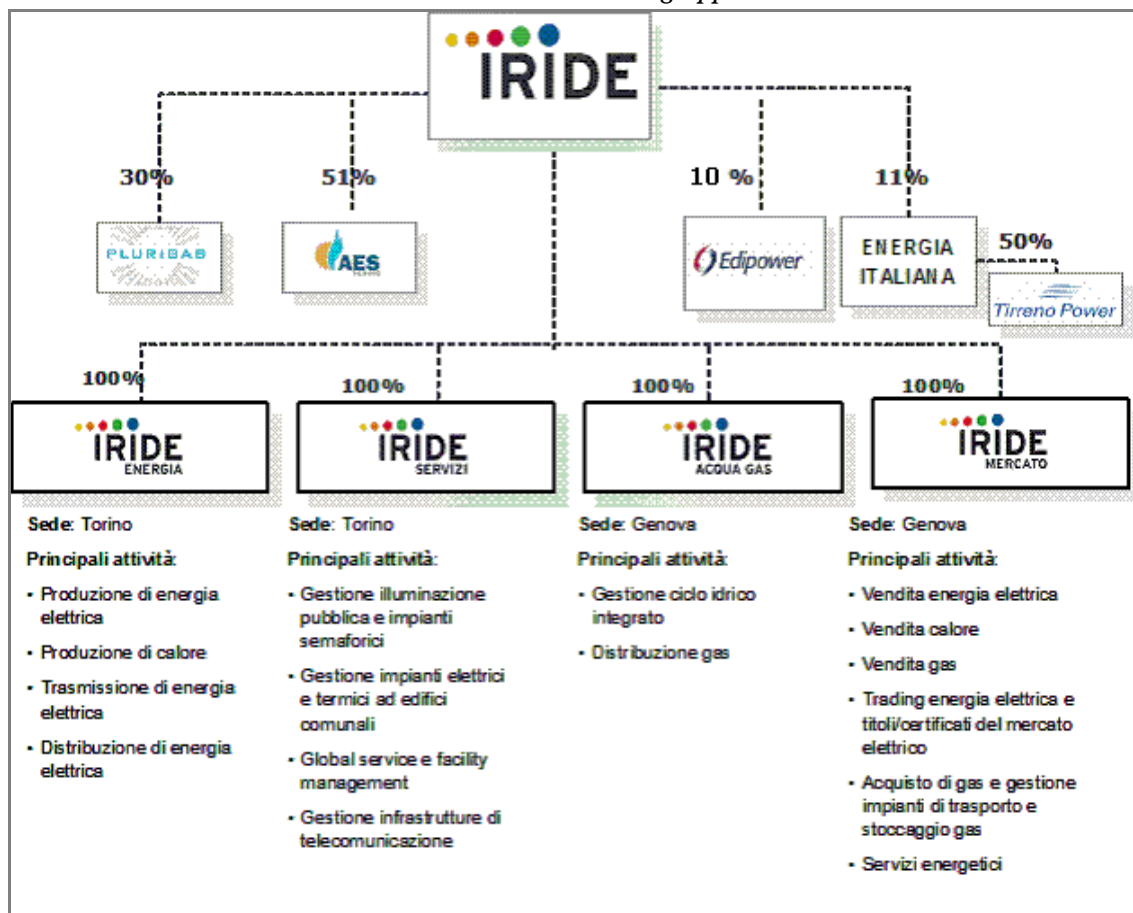 gruppo
IRIDE
30%
51%
10 %
11%
PLURIGAS
AES
Edipower
ENERGIA
ITALIANA
50%
Tirreno Power
100%
100%
100%
100%
IRIDE
ENERGIA
IRIDE
SERVIZI
IRIDE
ACQUA GAS
IRIDE
MERCATO
Sede: Torino
Principali attività:
• Produzione di energia
elettrica
• Produzione di calore
• Trasmissione di energia
elettrica
• Distribuzione di energia
elettrica
Sede: Torino
Principali attività:
• Gestione illuminazione
pubblica e impianti
semaforici
• Gestione impianti elettrici
e termici ad edifici
comunali
• Global service e facility
management
• Gestione infrastrutture di
telecomunicazione
Sede: Genova
Principali attività:
• Gestione ciclo idrico
integrato
• Distribuzione gas
Sede: Genova
Principali attività:
• Vendita energia elettrica
• Vendita calore
• Vendita gas
• Trading energia elettrica e
titoli/certificati del mercato
elettrico
• Acquisto di gas e gestione
impianti di trasporto e
stoccaggio gas
• Servizi energetici